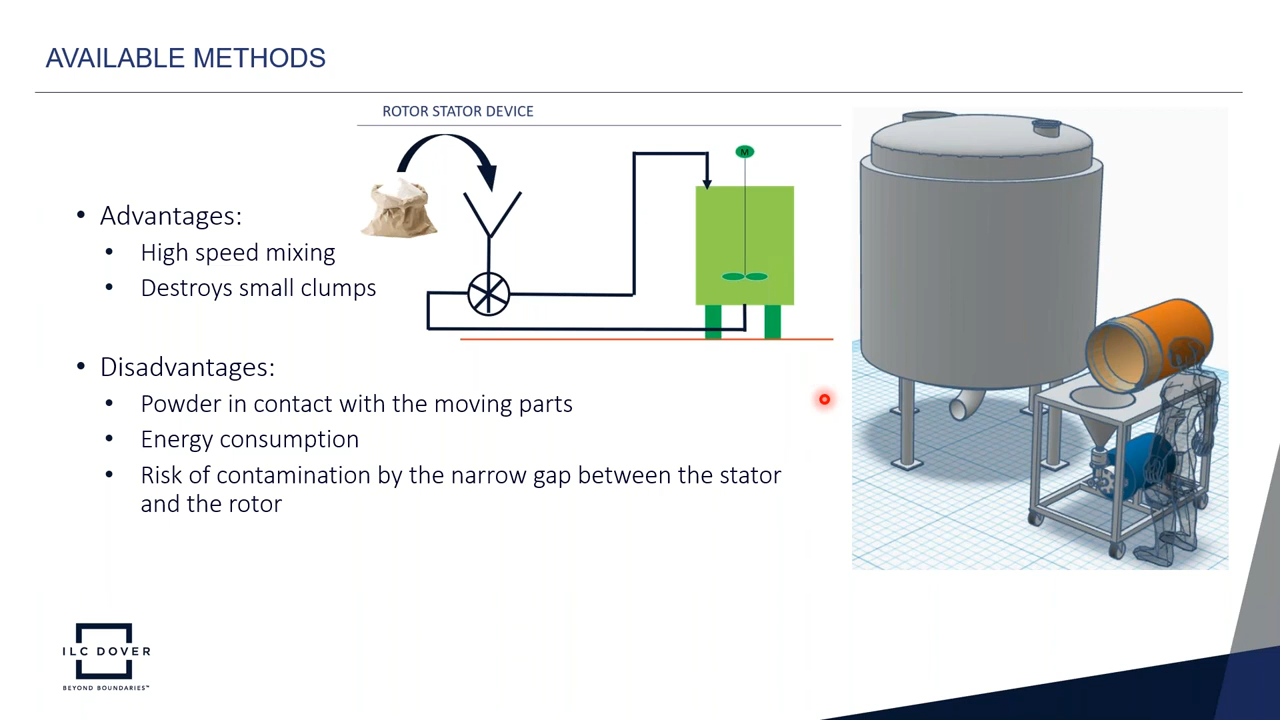 AVAILABLE METHODS
ROTOR STATOR DEVICE
M
• Advantages:
• High speed mixing
• Destroys small clumps
• Disadvantages:
• Powder in contact with the moving parts
• Energy consumption
• Risk of contamination by the narrow gap between the stator
and the rotor
ILC DOVER
BEYOND BOUNDARIES™